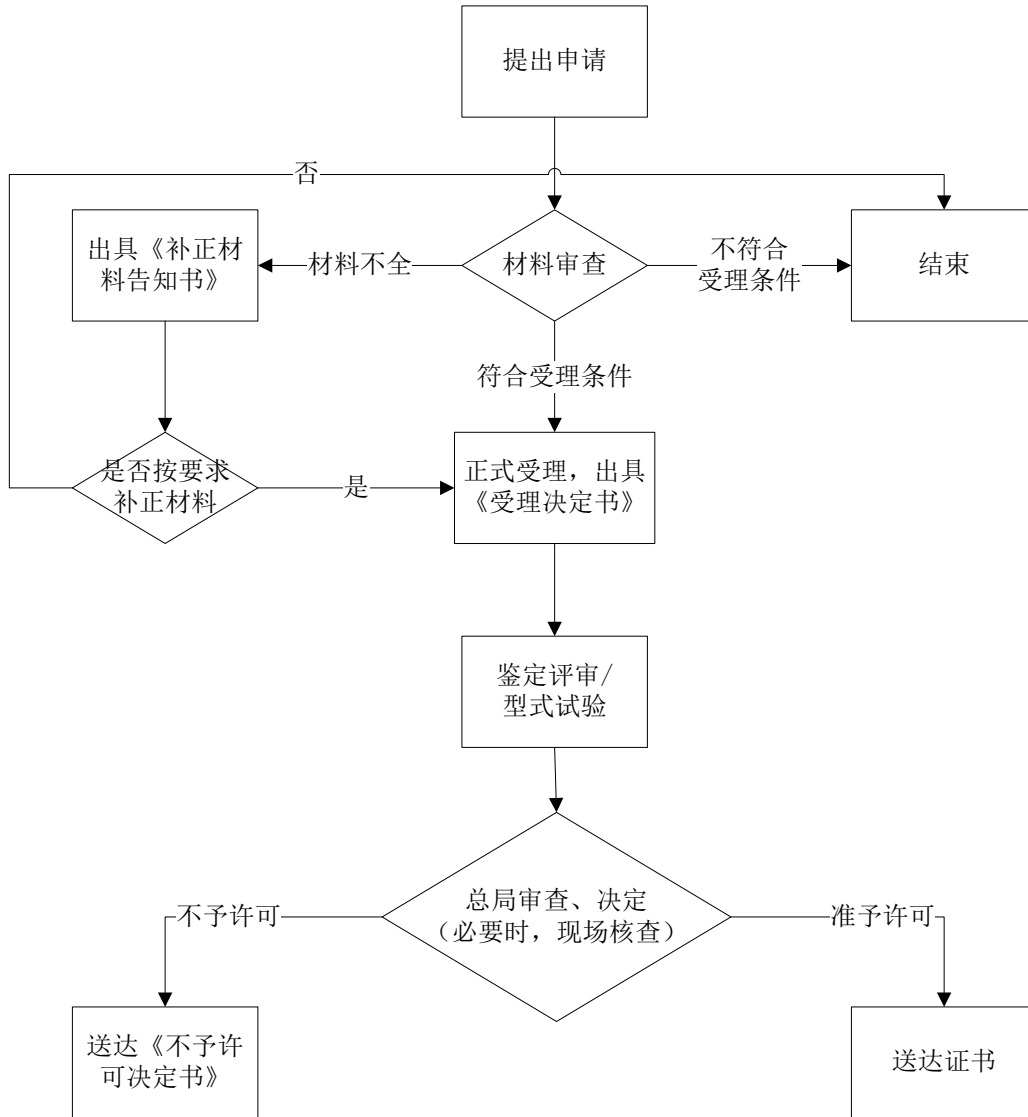 提出申请
否
出具《补正材
料告知书》
材料不全
材料审查
不符合
受理条件
结束
符合受理条件
是否按要求
补正材料
是
正式受理，出具
《受理决定书》
鉴定评审/
型式试验
总局审查、决定
（必要时，现场核查）
不予许可
准予许可
送达《不予许
可决定书》
送达证书